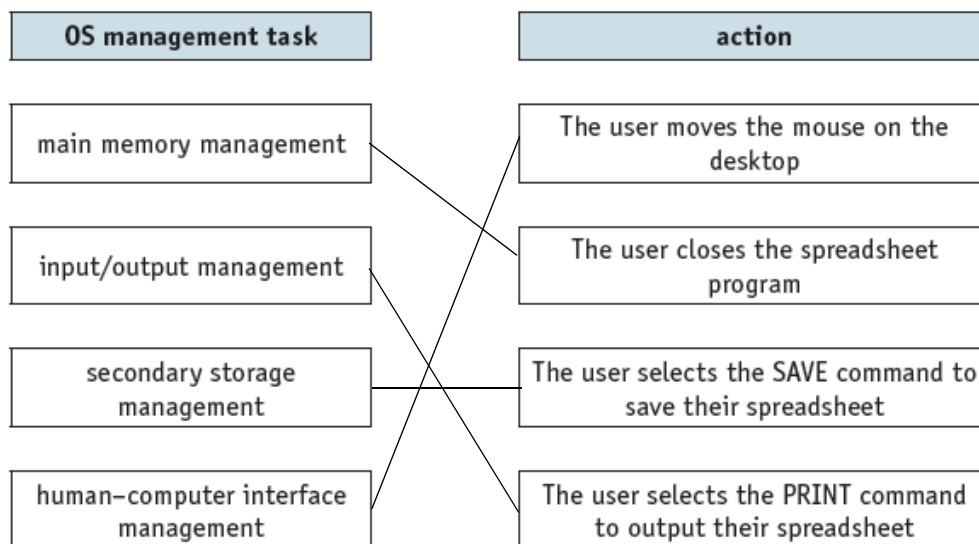 OS management task
action
main memory management
The user moves the mouse on the
desktop
input/output management
The user closes the spreadsheet
program
secondary storage
management
The user selects the SAVE command to
save their spreadsheet
human–computer interface
management
The user selects the PRINT command
to output their spreadsheet